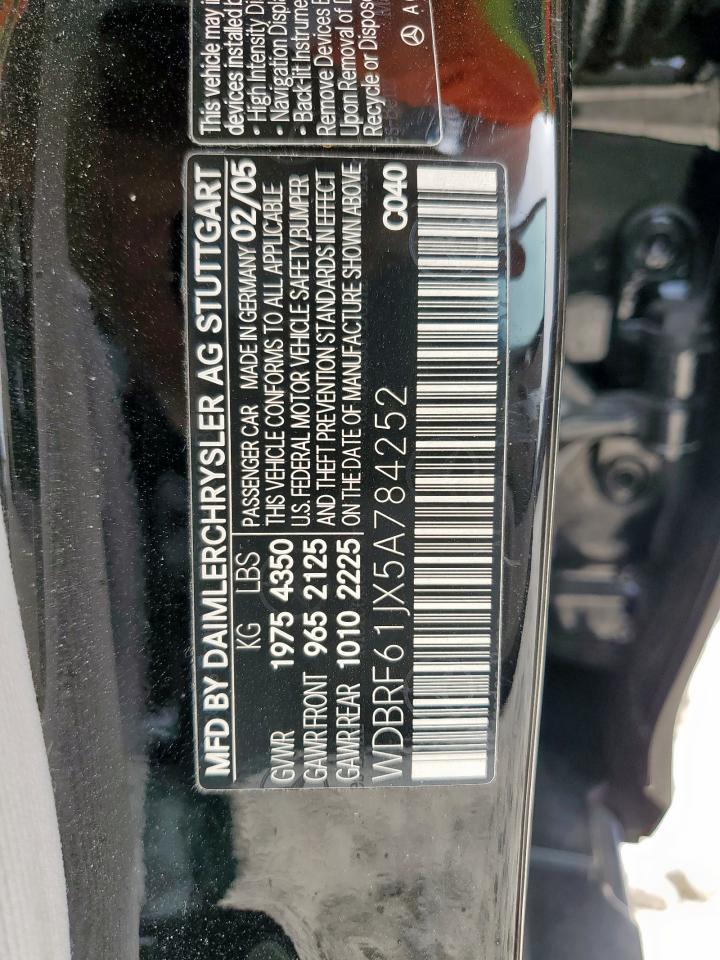 This vehicle may
devices installed
• High Intensity Di
• Navigation Displa
• Back-lit Instrume
Remove Devices B
Upon Removal of D
Recycle or Dispose
A
MFD BY DAIMLERCHRYSLER AG STUTTGART
KG LBS
GVWR 1975 4350
GAWR FRONT 965 2125
GAWR REAR 1010 2225
PASSENGER CAR MADE IN GERMANY 02/05
THIS VEHICLE CONFORMS TO ALL APPLICABLE
U.S. FEDERAL MOTOR VEHICLE SAFETY BUMPER
AND THEFT PREVENTION STANDARDS IN EFFECT
ON THE DATE OF MANUFACTURE SHOWN ABOVE
WDBRF61JX5A784252 C040